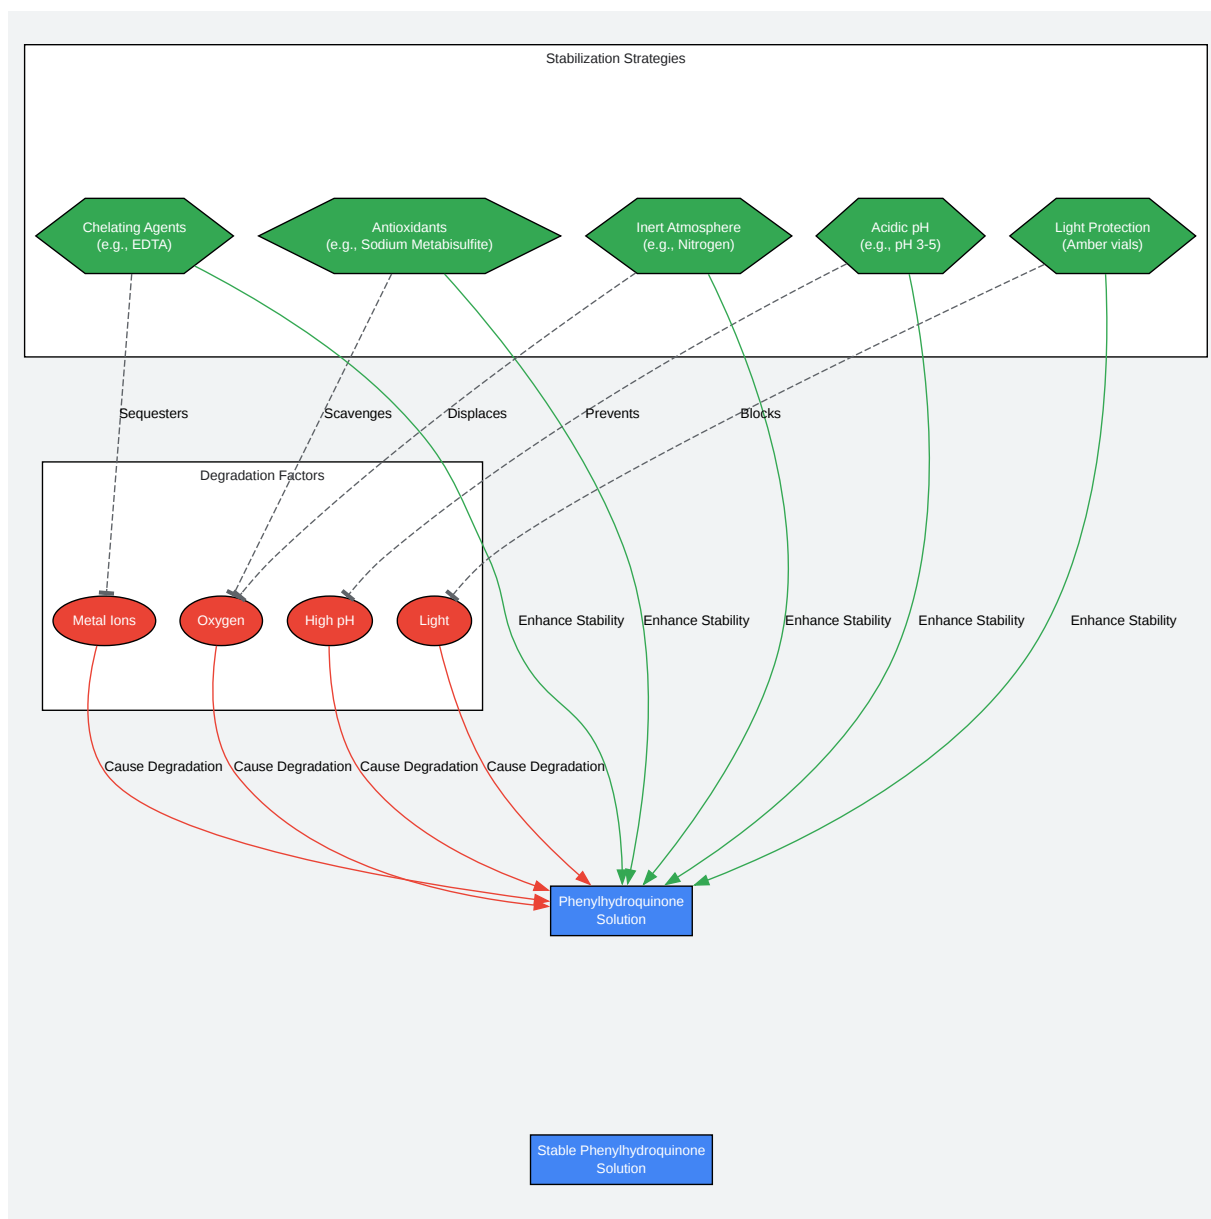 Stabilization Strategies
Chelating Agents
(e.g., EDTA)
Antioxidants
(e.g., Sodium Metabisulfite)
Inert Atmosphere
(e.g., Nitrogen)
Acidic pH
(e.g., pH 3-5)
Light Protection
(Amber vials)
Sequesters
Scavenges
Displaces
Prevents
Blocks
Degradation Factors
Metal Ions
Oxygen
High pH
Light
Enhance Stability
Enhance Stability
Enhance Stability
Enhance Stability
Enhance Stability
Cause Degradation
Cause Degradation
Cause Degradation
Cause Degradation
Phenylhydroquinone
Solution
Stable Phenylhydroquinone
Solution